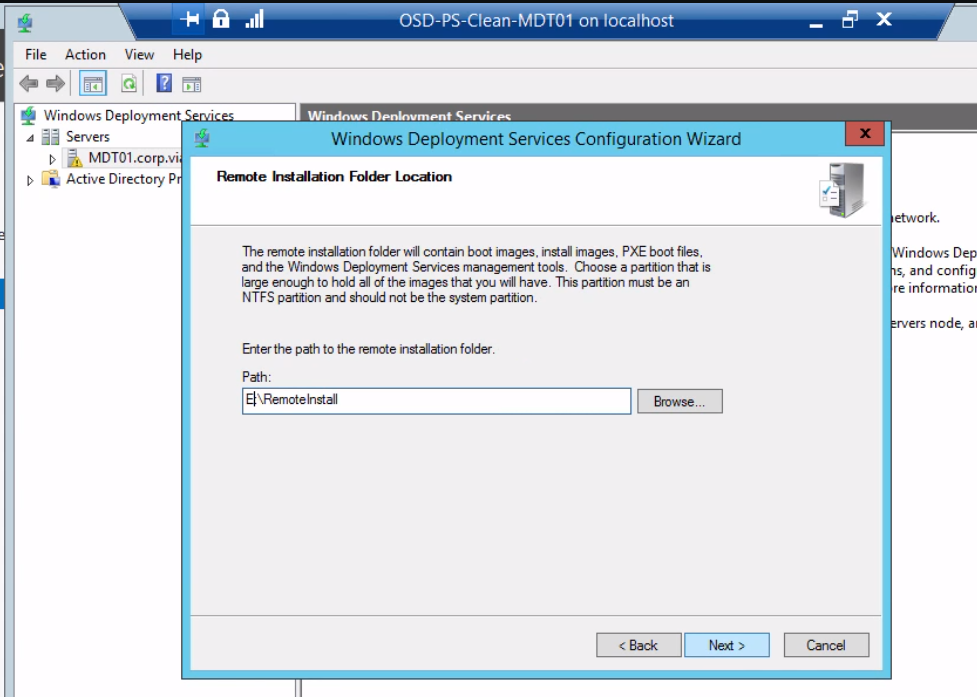 OSD-PS-Clean-MDT01 on localhost
File Action View Help
Windows Deployment Services
Servers
MDT01.corp.via
Active Directory Pr
Windows Deployment Services
Windows Deployment Services Configuration Wizard
x
Remote Installation Folder Location
The remote installation folder will contain boot images, install images, PXE boot files,
and the Windows Deployment Services management tools. Choose a partition that is
large enough to hold all of the images that you will have. This partition must be an
NTFS partition and should not be the system partition.
Enter the path to the remote installation folder.
Path:
E:\RemoteInstall
Browse...
< Back
Next >
Cancel
network.
Windows Dep
ns, and config
re information
ervers node, a